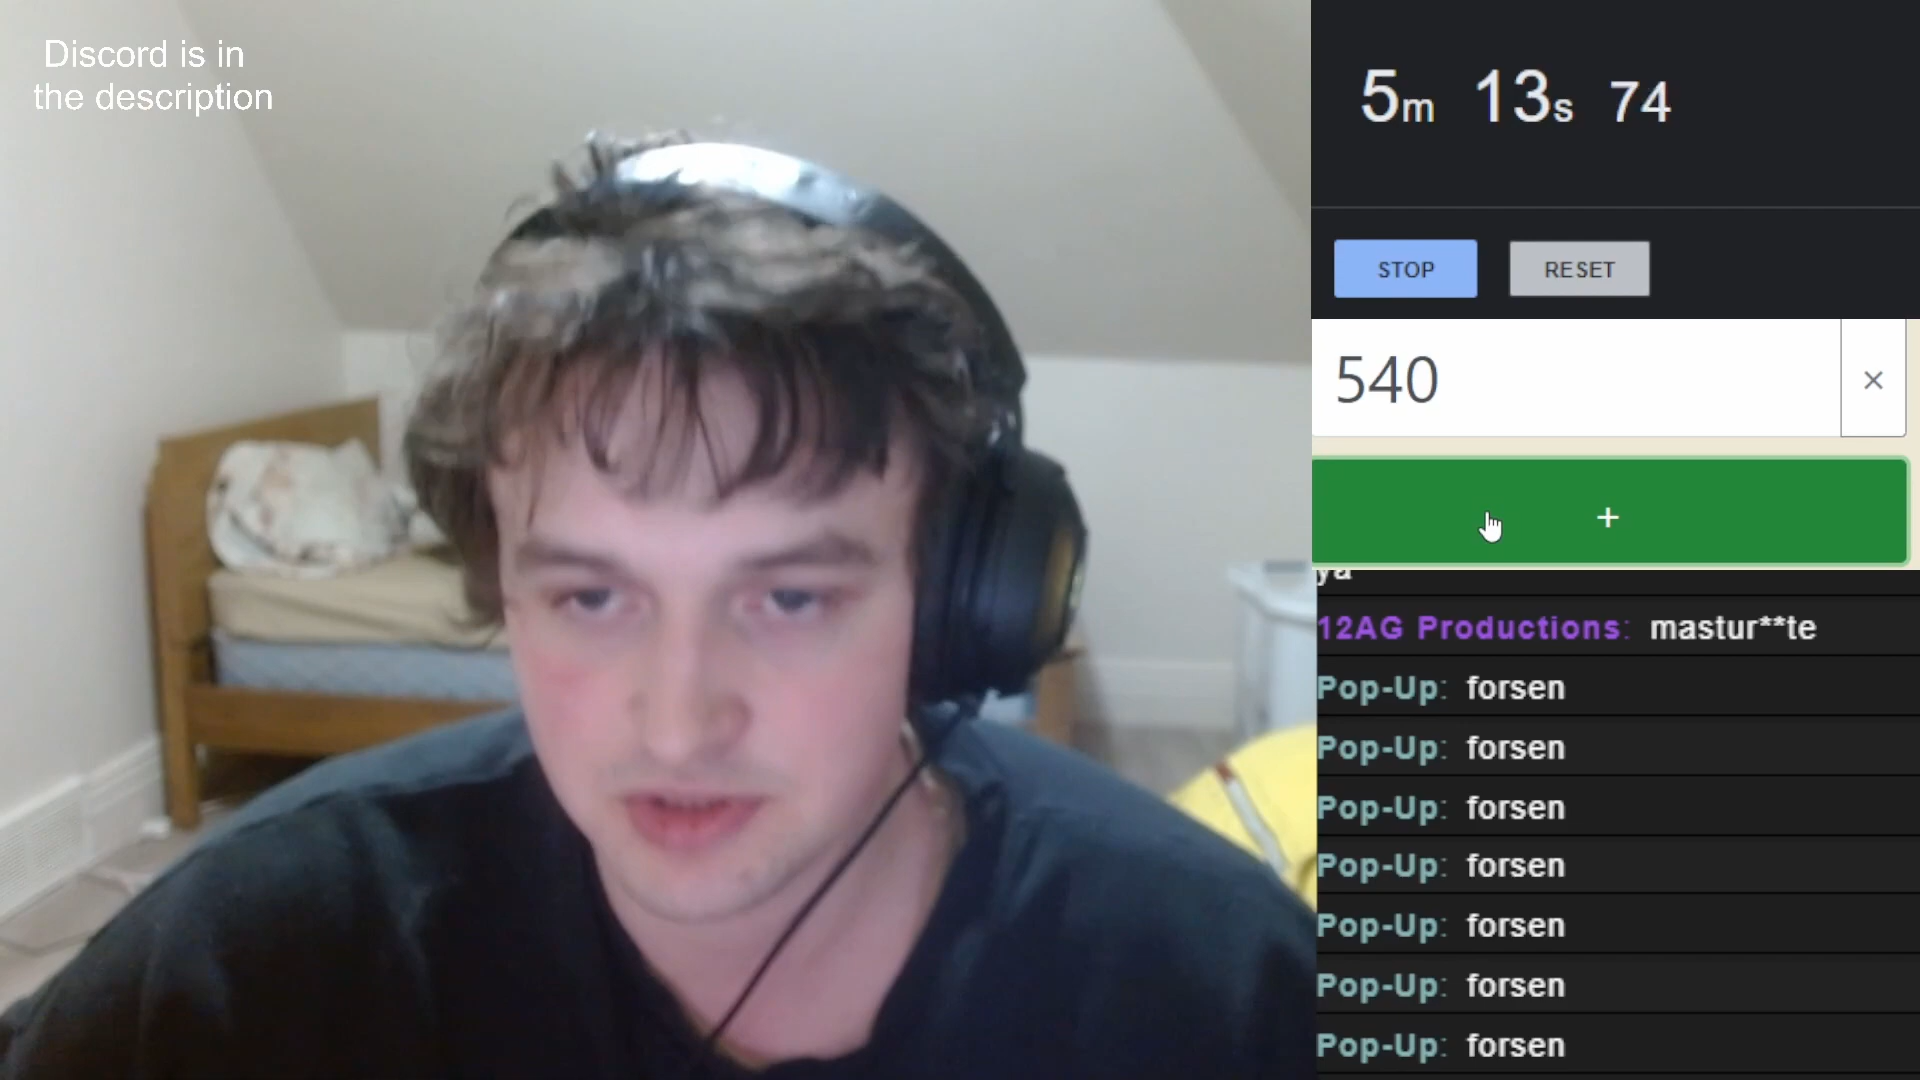 Discord is in
the description
5m 13s 74
STOP RESET
540 ×
+
ya
12AG Productions: mastur**te
Pop-Up: forsen
Pop-Up: forsen
Pop-Up: forsen
Pop-Up: forsen
Pop-Up: forsen
Pop-Up: forsen
Pop-Up: forsen